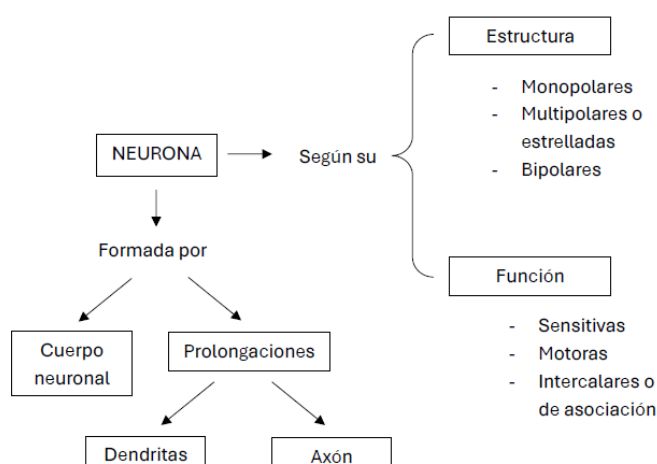 Estructura
- Monopolares
- Multipolares o
estrelladas
- Bipolares
NEURONA
Según su
Formada por
Función
- Sensitivas
- Motoras
- Intercalares o
de asociación
Cuerpo
neuronal
Prolongaciones
Dendritas
Axón